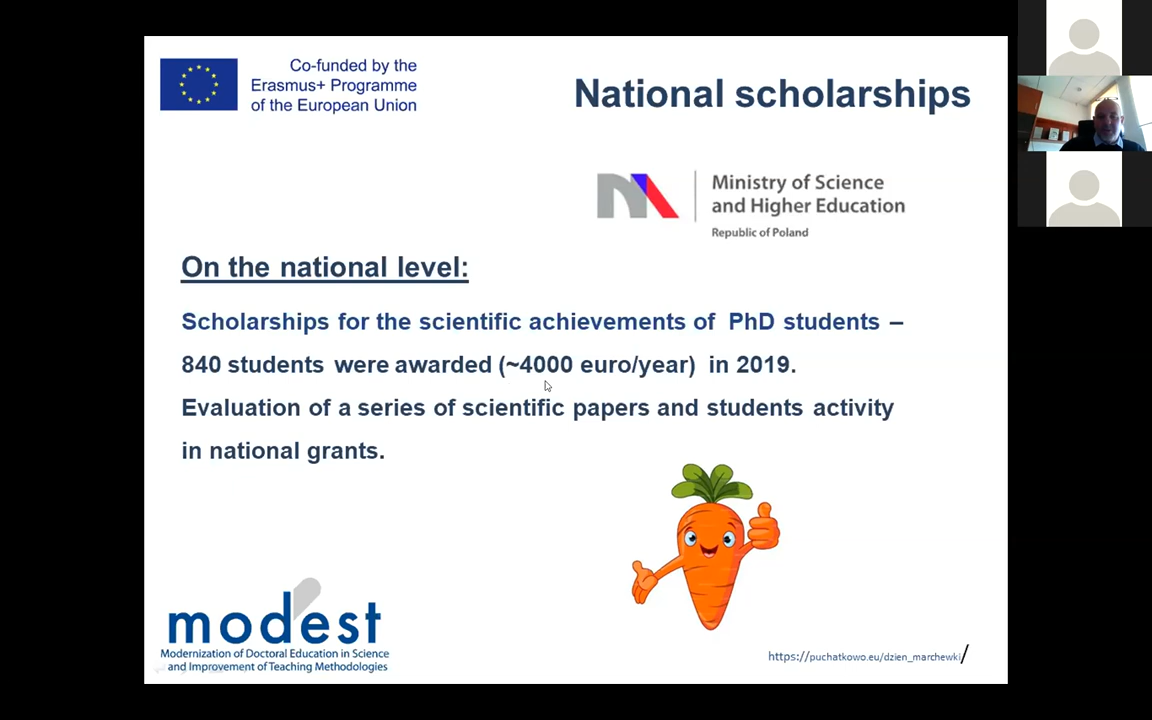 Co-funded by the
Erasmus+ Programme
of the European Union
National scholarships
Ministry of Science
and Higher Education
Republic of Poland
On the national level:
Scholarships for the scientific achievements of PhD students –
840 students were awarded (~4000 euro/year) in 2019.
Evaluation of a series of scientific papers and students activity
in national grants.
modest
Modernization of Doctoral Education in Science
and Improvement of Teaching Methodologies
https://puchatkowo.eu/dzien_marchewki/